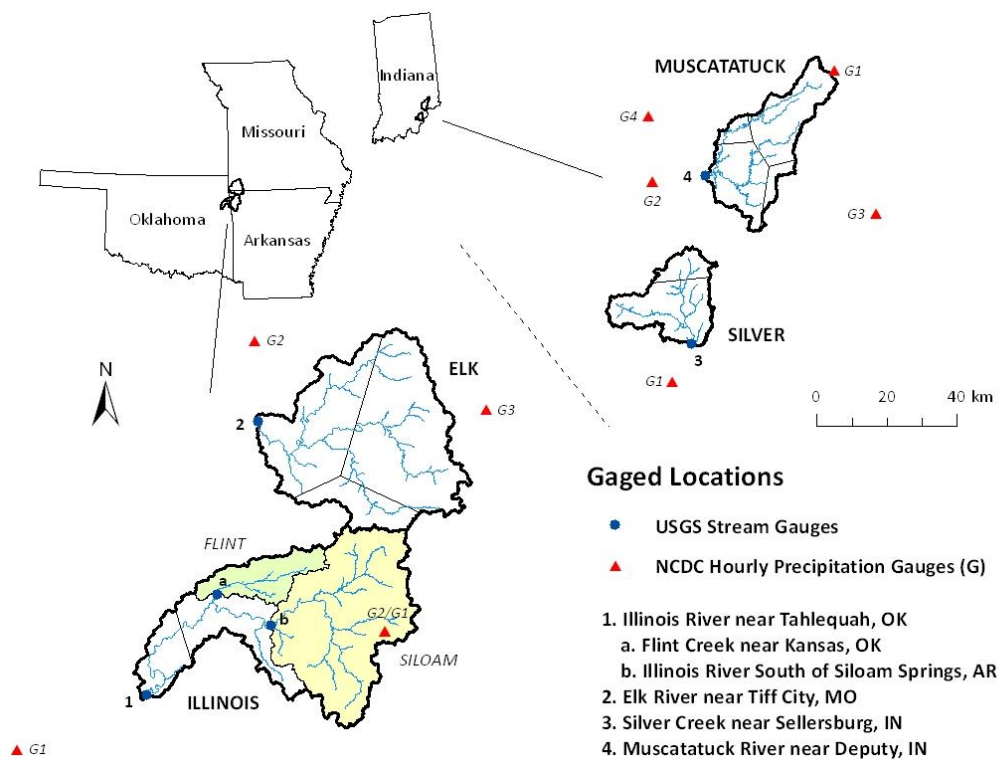 Indiana
Missouri
Oklahoma
Arkansas
MUSCATATUCK
G1
G4
4
G2
G3
SILVER
3
G1
0 20 40 km
N
G2
ELK
G3
2
FLINT
a
b
G2/G1
SILOAM
1
ILLINOIS
G1
Gaged Locations
USGS Stream Gauges
NCDC Hourly Precipitation Gauges (G)
1. Illinois River near Tahlequah, OK
a. Flint Creek near Kansas, OK
b. Illinois River South of Siloam Springs, AR
2. Elk River near Tiff City, MO
3. Silver Creek near Sellersburg, IN
4. Muscatatuck River near Deputy, IN